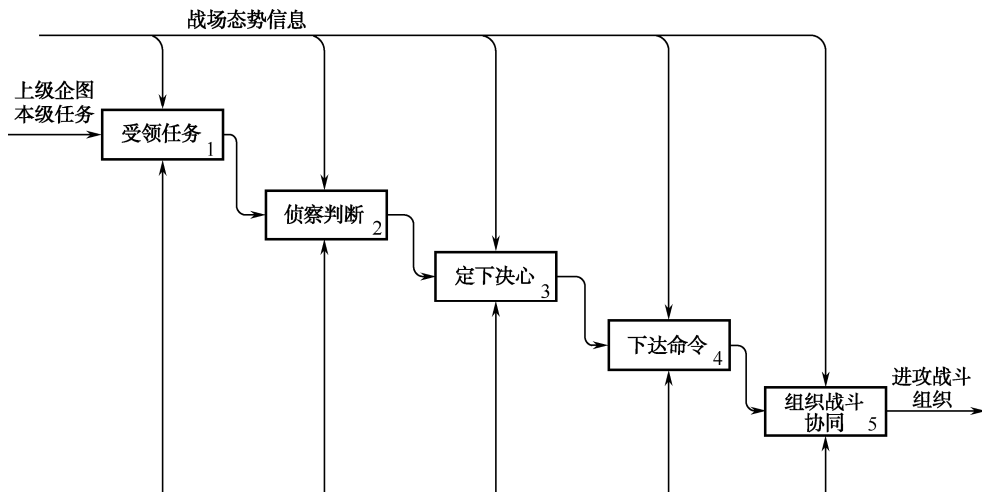 战场态势信息
上级企图
本级任务
受领任务
1
侦察判断
2
定下决心
3
下达命令
4
组织战斗
协同 5
进攻战斗
组织